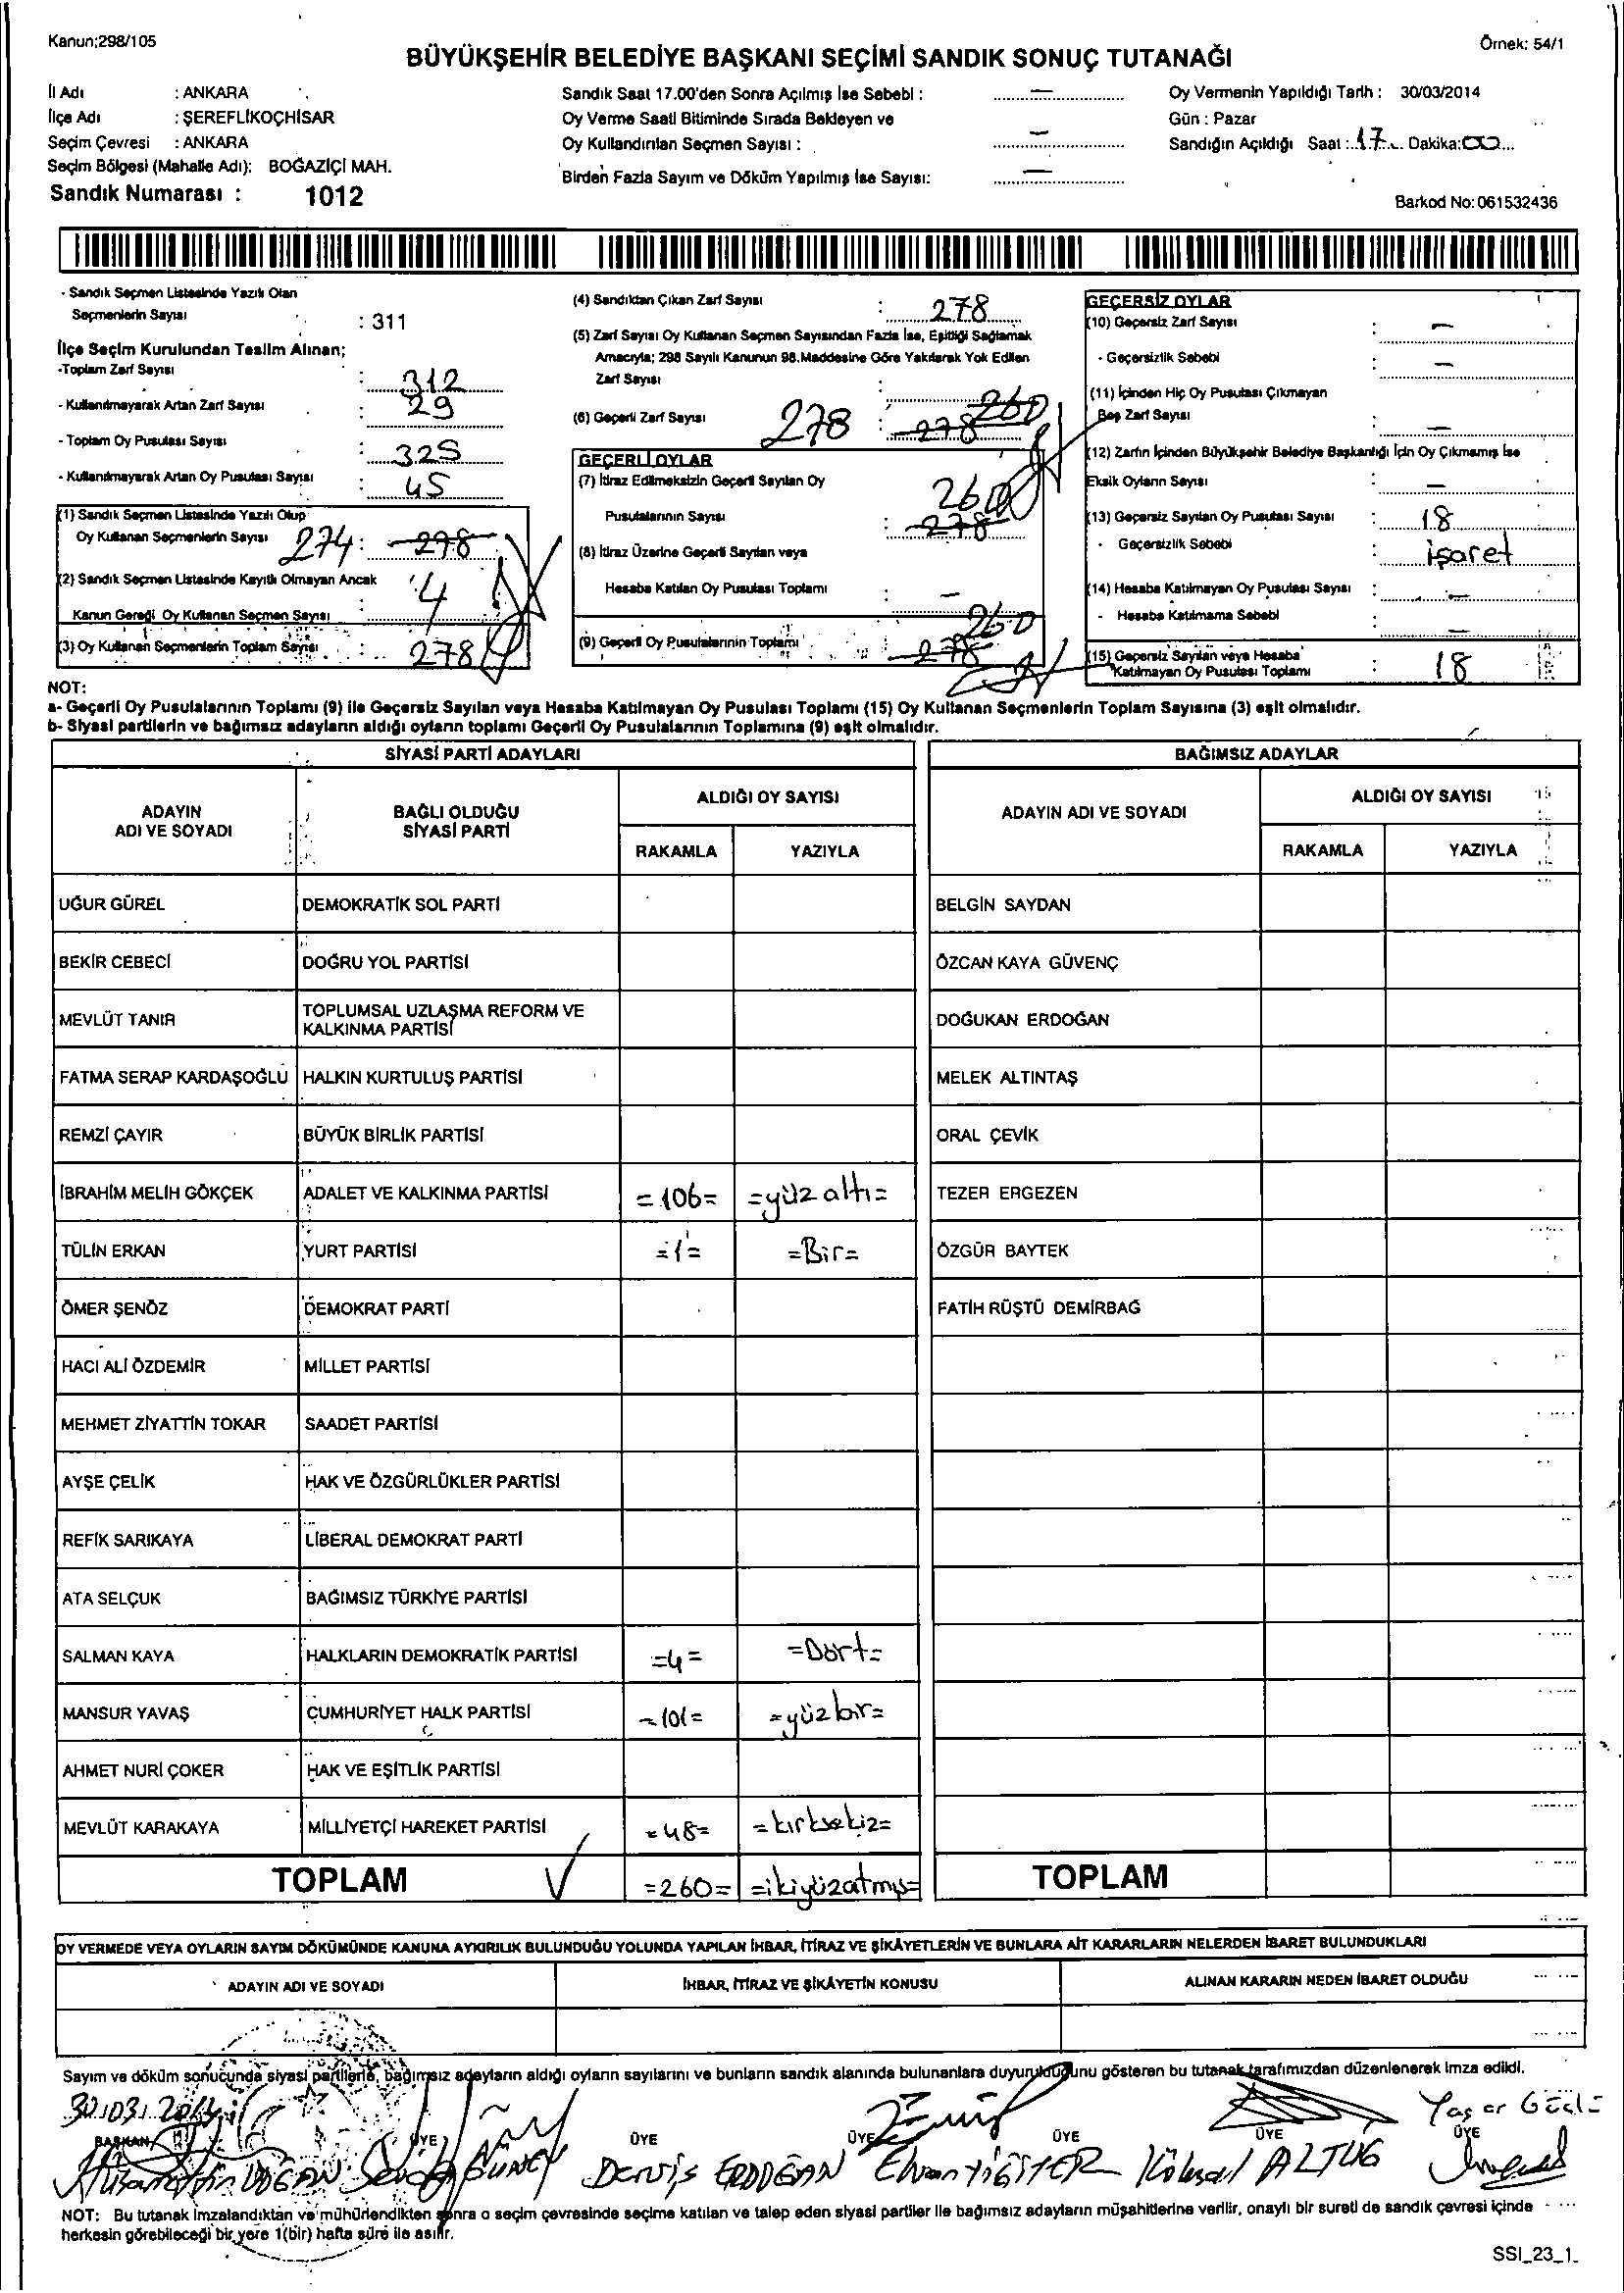 Kanun:298/105
Örnek: 54/1
BÜYÜKŞEHİR BELEDİYE BAŞKANI SEÇİMİ SANDIK SONUÇ TUTANAĞI
İl Adı : ANKARA
İlçe Adı : ŞEREFLİKOÇHİSAR
Seçim Çevresi : ANKARA
Seçim Bölgesi (Mahalle Adı): BOĞAZİÇİ MAH.
Sandık Numarası : 1012
Sandık Saat 17.00'den Sonra Açılmış İse Sebebi : —
Oy Verme Saati Bitiminde Sırada Bekleyen ve
Oy Kullandırılan Seçmen Sayısı : —
Birden Fazla Sayım ve Döküm Yapılmış İse Sayısı: —
Oy Vermenin Yapıldığı Tarih : 30/03/2014
Gün : Pazar
Sandığın Açıldığı Saat : 17 Dakika: 00
Barkod No: 061532436
- Sandık Seçmen Listesinde Yazılı Olan
Seçmenlerin Sayısı : 311
İlçe Seçim Kurulundan Teslim Alınan;
-Toplam Zarf Sayısı : 312
- Kullanılmayarak Artan Zarf Sayısı : 29
- Toplam Oy Pusulası Sayısı : 325
- Kullanılmayarak Artan Oy Pusulası Sayısı : 45
(1) Sandık Seçmen Listesinde Yazılı Olup
Oy Kullanan Seçmenlerin Sayısı 274 : 278
(2) Sandık Seçmen Listesinde Kayıtlı Olmayan Ancak
Kanun Gereği Oy Kullanan Seçmen Sayısı : 4
(3) Oy Kullanan Seçmenlerin Toplam Sayısı : 278
(4) Sandıktan Çıkan Zarf Sayısı : 278
(5) Zarf Sayısı Oy Kullanan Seçmen Sayısından Fazla İse, Eşitliği Sağlamak
Amacıyla; 298 Sayılı Kanunun 98.Maddesine Göre Yakılarak Yok Edilen
Zarf Sayısı :
(6) Geçerli Zarf Sayısı 278 : 278 260
GEÇERLİ OYLAR
(7) İtiraz Edilmeksizin Geçerli Sayılan Oy
Pusulalarının Sayısı : 278 260
(8) İtiraz Üzerine Geçerli Sayılan veya
Hesaba Katılan Oy Pusulası Toplamı : —
(9) Geçerli Oy Pusulalarının Toplamı : 278 260
GEÇERSİZ OYLAR
(10) Geçersiz Zarf Sayısı : —
- Geçersizlik Sebebi : —
(11) İçinden Hiç Oy Pusulası Çıkmayan
Boş Zarf Sayısı : —
(12) Zarfın İçinden Büyükşehir Belediye Başkanlığı İçin Oy Çıkmamış İse
Eksik Oyların Sayısı : —
(13) Geçersiz Sayılan Oy Pusulası Sayısı : 18
- Geçersizlik Sebebi : işaret
(14) Hesaba Katılmayan Oy Pusulası Sayısı : —
- Hesaba Katılmama Sebebi : —
(15) Geçersiz Sayılan veya Hesaba
Katılmayan Oy Pusulası Toplamı : 18
NOT:
a- Geçerli Oy Pusulalarının Toplamı (9) ile Geçersiz Sayılan veya Hesaba Katılmayan Oy Pusulası Toplamı (15) Oy Kullanan Seçmenlerin Toplam Sayısına (3) eşit olmalıdır.
b- Siyasi partilerin ve bağımsız adayların aldığı oyların toplamı Geçerli Oy Pusulalarının Toplamına (9) eşit olmalıdır.
SİYASİ PARTİ ADAYLARI
ADAYIN ADI VE SOYADI
BAĞLI OLDUĞU SİYASİ PARTİ
ALDIĞI OY SAYISI
RAKAMLA YAZIYLA
UĞUR GÜREL DEMOKRATİK SOL PARTİ
BEKİR CEBECİ DOĞRU YOL PARTİSİ
MEVLÜT TANIR TOPLUMSAL UZLAŞMA REFORM VE
KALKINMA PARTİSİ
FATMA SERAP KARDAŞOĞLU HALKIN KURTULUŞ PARTİSİ
REMZİ ÇAYIR BÜYÜK BİRLİK PARTİSİ
İBRAHİM MELİH GÖKÇEK ADALET VE KALKINMA PARTİSİ =106= =yüz altı=
TÜLİN ERKAN YURT PARTİSİ =1= =Bir=
ÖMER ŞENÖZ DEMOKRAT PARTİ
HACI ALİ ÖZDEMİR MİLLET PARTİSİ
MEHMET ZİYATTİN TOKAR SAADET PARTİSİ
AYŞE ÇELİK HAK VE ÖZGÜRLÜKLER PARTİSİ
REFİK SARIKAYA LİBERAL DEMOKRAT PARTİ
ATA SELÇUK BAĞIMSIZ TÜRKİYE PARTİSİ
SALMAN KAYA HALKLARIN DEMOKRATİK PARTİSİ =4= =Dört=
MANSUR YAVAŞ CUMHURİYET HALK PARTİSİ =101= =yüzbir=
AHMET NURİ ÇOKER HAK VE EŞİTLİK PARTİSİ
MEVLÜT KARAKAYA MİLLİYETÇİ HAREKET PARTİSİ =48= =kırksekiz=
TOPLAM =260= =ikiyüzatmış=
BAĞIMSIZ ADAYLAR
ADAYIN ADI VE SOYADI
ALDIĞI OY SAYISI
RAKAMLA YAZIYLA
BELGİN SAYDAN
ÖZCAN KAYA GÜVENÇ
DOĞUKAN ERDOĞAN
MELEK ALTINTAŞ
ORAL ÇEVİK
TEZER ERGEZEN
ÖZGÜR BAYTEK
FATİH RÜŞTÜ DEMİRBAĞ
TOPLAM
OY VERMEDE VEYA OYLARIN SAYIM DÖKÜMÜNDE KANUNA AYKIRILIK BULUNDUĞU YOLUNDA YAPILAN İHBAR, İTİRAZ VE ŞİKÂYETLERİN VE BUNLARA AİT KARARLARIN NELERDEN İBARET BULUNDUKLARI
ADAYIN ADI VE SOYADI
İHBAR, İTİRAZ VE ŞİKÂYETİN KONUSU
ALINAN KARARIN NEDEN İBARET OLDUĞU
Sayım ve döküm sonucunda siyasi partilerle, bağımsız adayların aldığı oyların sayılarını ve bunların sandık alanında bulunanlara duyurulduğunu gösteren bu tutanak tarafımızdan düzenlenerek imza edildi.
30.03.2014
BAŞKAN ÜYE ÜYE ÜYE ÜYE ÜYE ÜYE
Yaşar Güçlü
Hüsamettin DOĞAN GÜNEY Derviş ERDOĞAN Elvan YİĞİTER Köksal ALTUĞ
NOT: Bu tutanak imzalandıktan ve mühürlendikten sonra o seçim çevresinde seçime katılan ve talep eden siyasi partiler ile bağımsız adayların müşahitlerine verilir, onaylı bir sureti de sandık çevresi içinde
herkesin görebileceği bir yere 1(bir) hafta süre ile asılır.
SSI_23_1_